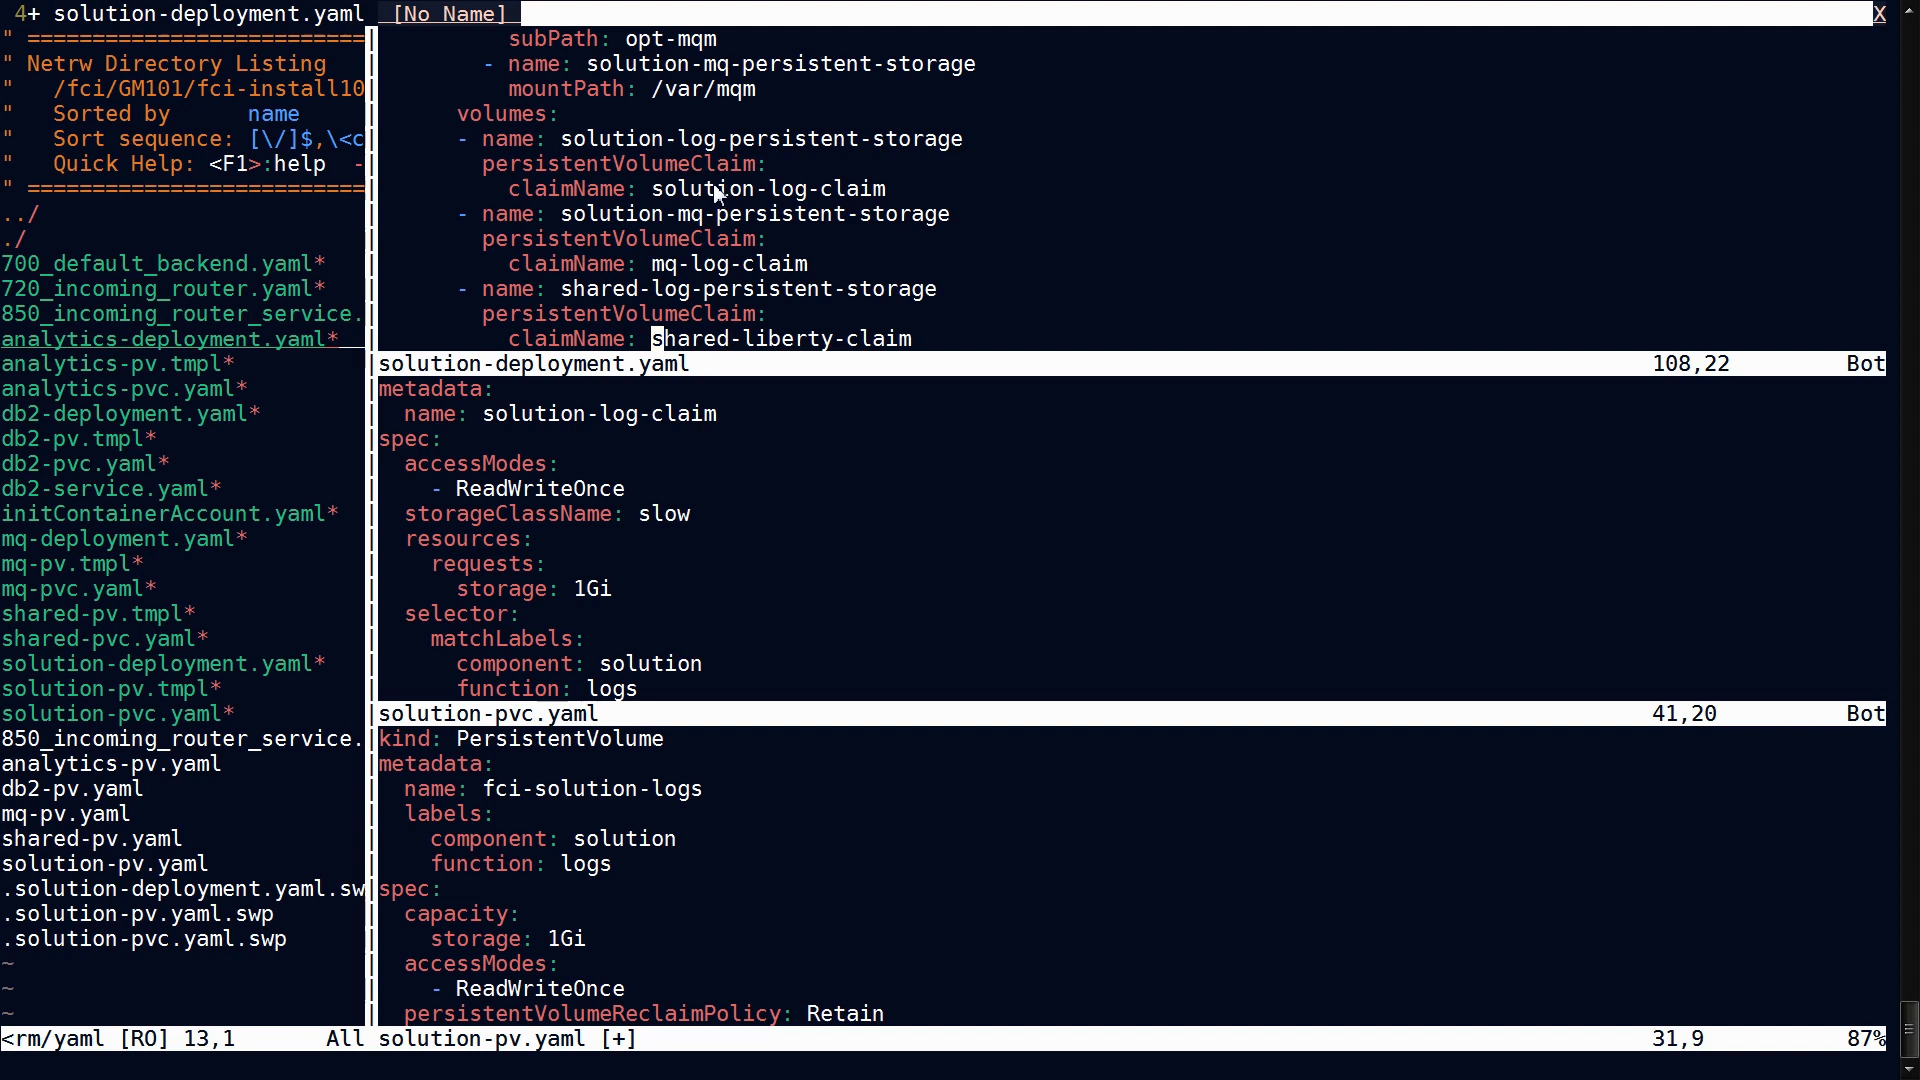 4+ solution-deployment.yaml  [No Name]  X
" ==========================
" Netrw Directory Listing
"   /fci/GM101/fci-install10
"   Sorted by      name
"   Sort sequence: [\/]$,\<c
"   Quick Help: <F1>:help  -
" ==========================
../
./
700_default_backend.yaml*
720_incoming_router.yaml*
850_incoming_router_service.
analytics-deployment.yaml*
analytics-pv.tmpl*
analytics-pvc.yaml*
db2-deployment.yaml*
db2-pv.tmpl*
db2-pvc.yaml*
db2-service.yaml*
initContainerAccount.yaml*
mq-deployment.yaml*
mq-pv.tmpl*
mq-pvc.yaml*
shared-pv.tmpl*
shared-pvc.yaml*
solution-deployment.yaml*
solution-pv.tmpl*
solution-pvc.yaml*
850_incoming_router_service.
analytics-pv.yaml
db2-pv.yaml
mq-pv.yaml
shared-pv.yaml
solution-pv.yaml
.solution-deployment.yaml.sw
.solution-pv.yaml.swp
.solution-pvc.yaml.swp
~
~
~
<rm/yaml [RO] 13,1       All
          subPath: opt-mqm
        - name: solution-mq-persistent-storage
          mountPath: /var/mqm
      volumes:
      - name: solution-log-persistent-storage
        persistentVolumeClaim:
          claimName: solution-log-claim
      - name: solution-mq-persistent-storage
        persistentVolumeClaim:
          claimName: mq-log-claim
      - name: shared-log-persistent-storage
        persistentVolumeClaim:
          claimName: shared-liberty-claim
solution-deployment.yaml  108,22  Bot
metadata:
  name: solution-log-claim
spec:
  accessModes:
    - ReadWriteOnce
  storageClassName: slow
  resources:
    requests:
      storage: 1Gi
  selector:
    matchLabels:
      component: solution
      function: logs
solution-pvc.yaml  41,20  Bot
kind: PersistentVolume
metadata:
  name: fci-solution-logs
  labels:
    component: solution
    function: logs
spec:
  capacity:
    storage: 1Gi
  accessModes:
    - ReadWriteOnce
  persistentVolumeReclaimPolicy: Retain
solution-pv.yaml [+]  31,9  87%